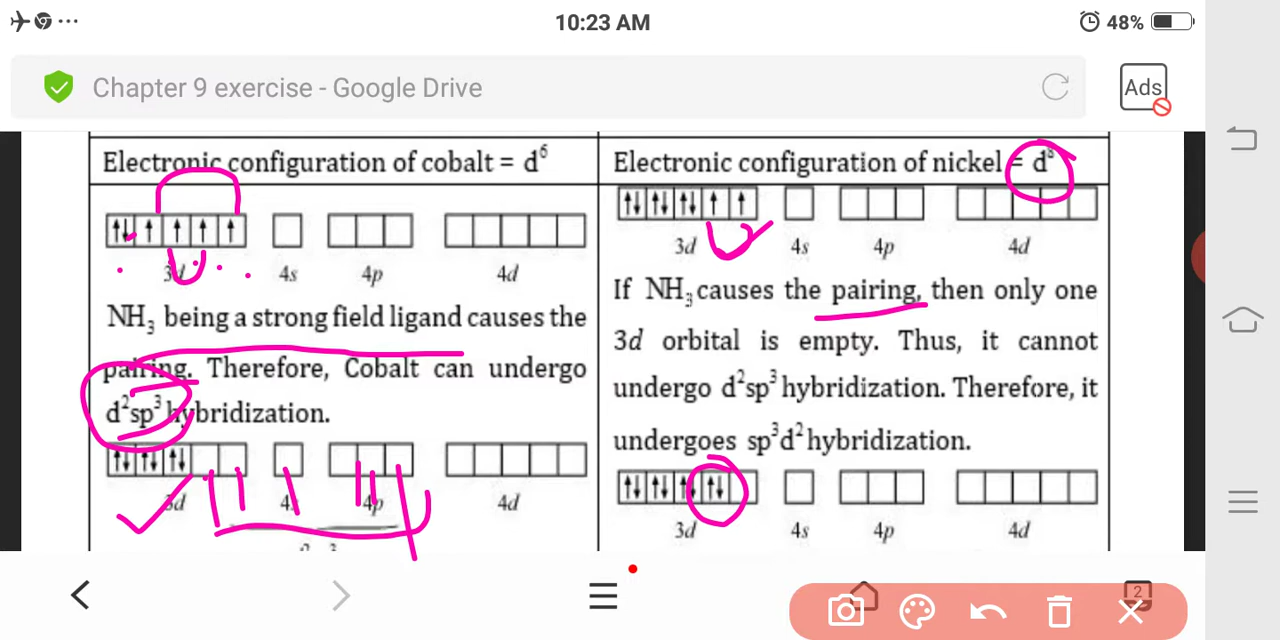 10:23 AM
48%
Chapter 9 exercise - Google Drive
Ads
Electronic configuration of cobalt = d⁶
3d 4s 4p 4d
NH₃ being a strong field ligand causes the
pairing. Therefore, Cobalt can undergo
d²sp³ hybridization.
3d 4s 4p 4d
Electronic configuration of nickel = d⁸
3d 4s 4p 4d
If NH₃ causes the pairing, then only one
3d orbital is empty. Thus, it cannot
undergo d²sp³ hybridization. Therefore, it
undergoes sp³d² hybridization.
3d 4s 4p 4d
2